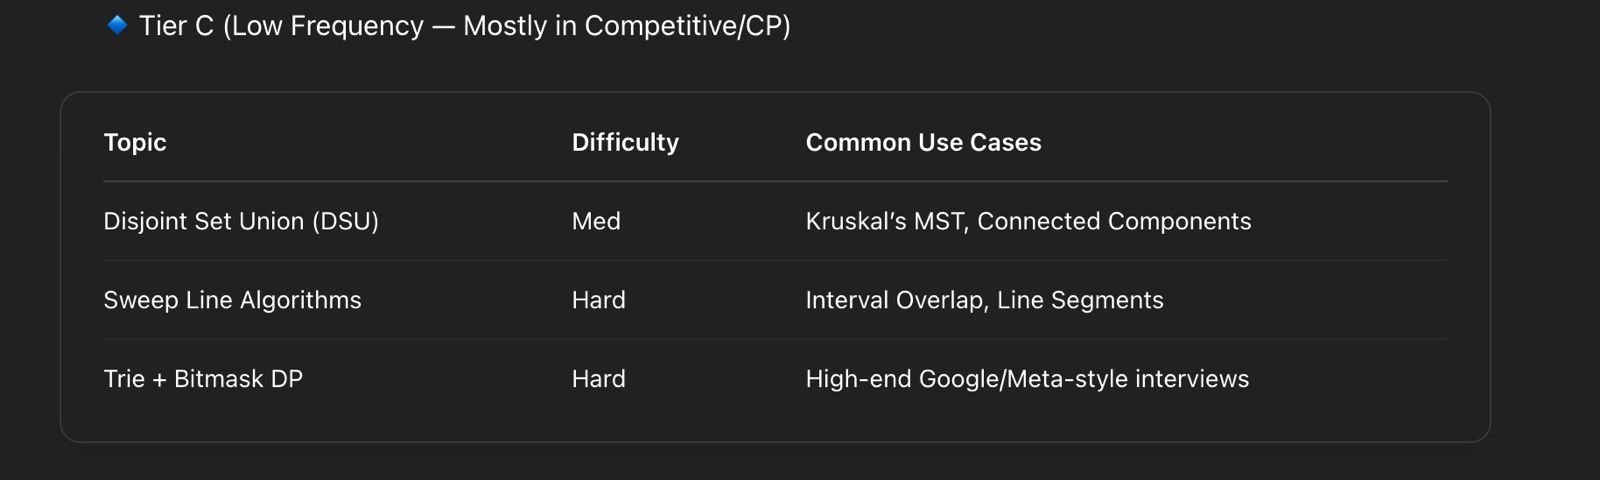 🔹 Tier C (Low Frequency — Mostly in Competitive/CP)
Topic Difficulty Common Use Cases
Disjoint Set Union (DSU) Med Kruskal’s MST, Connected Components
Sweep Line Algorithms Hard Interval Overlap, Line Segments
Trie + Bitmask DP Hard High-end Google/Meta-style interviews